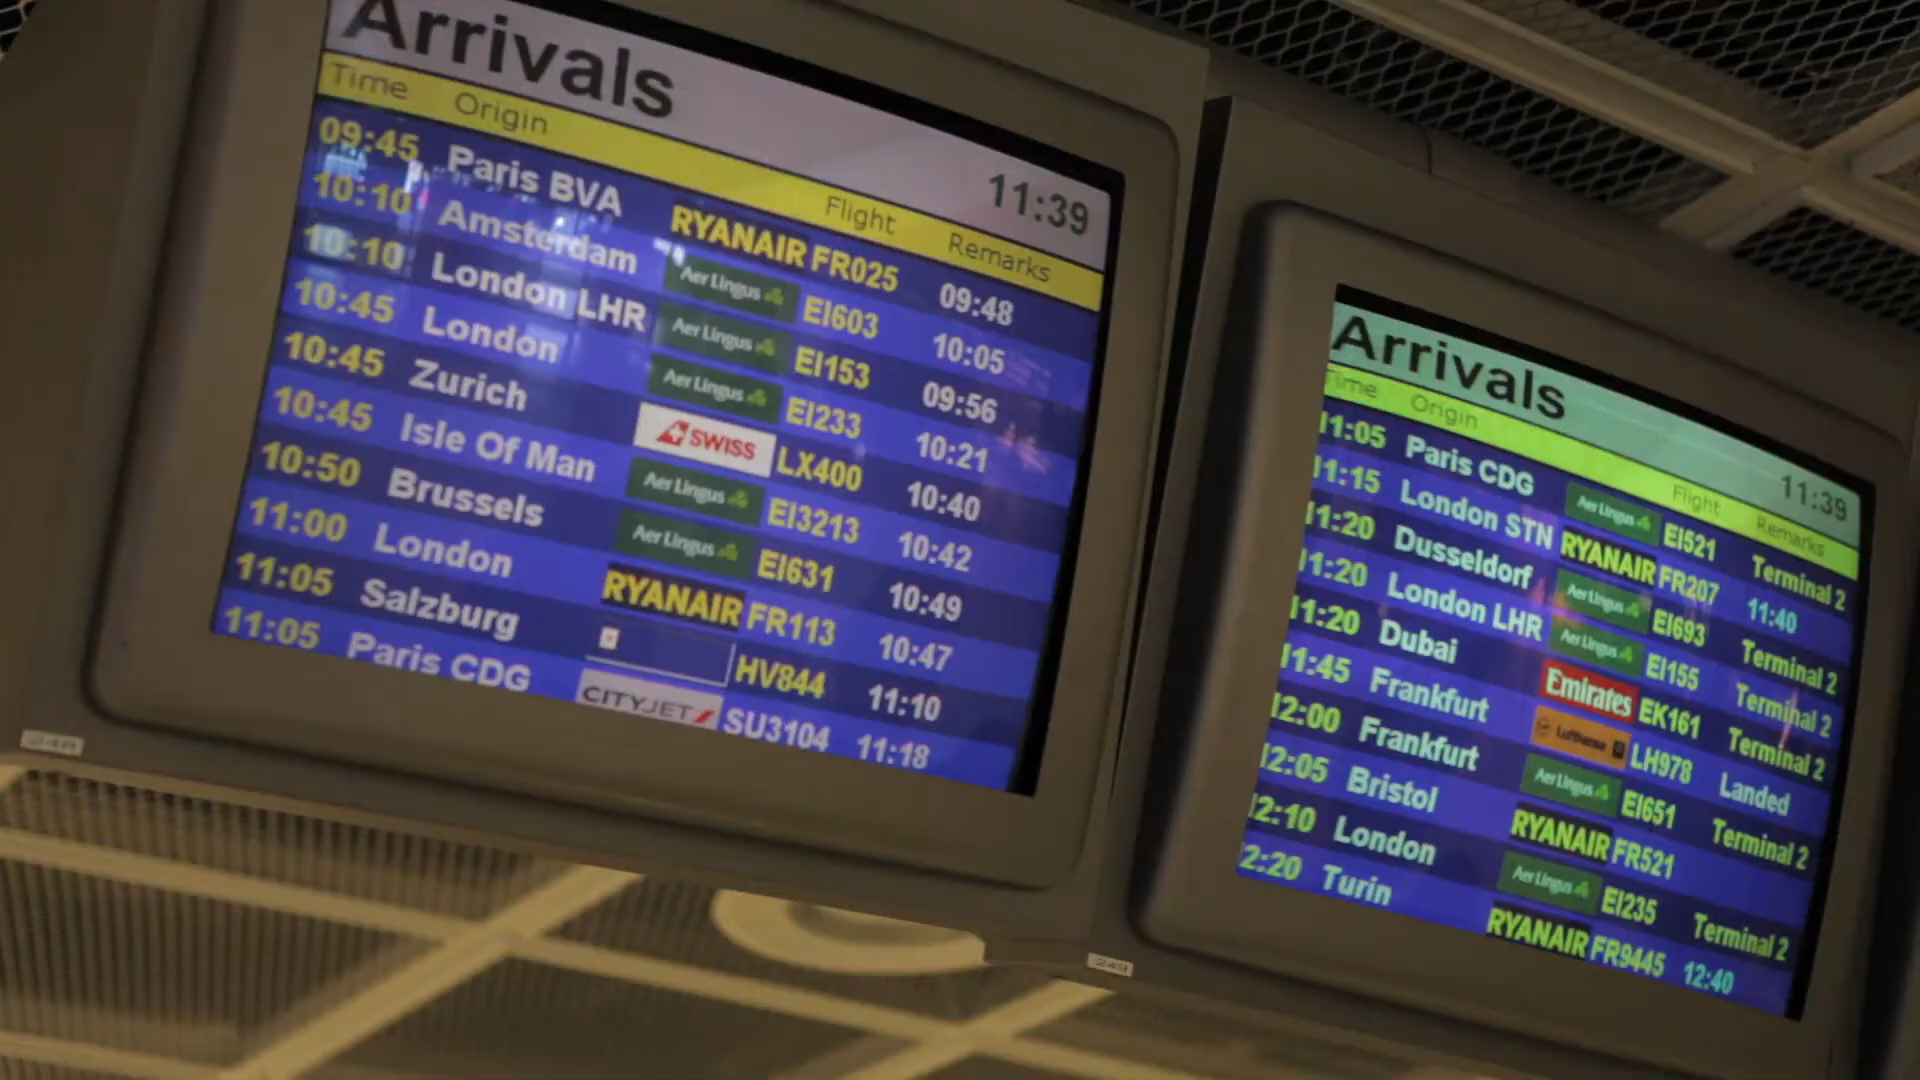 Arrivals
11:39
Time Origin Flight Remarks
09:45 Paris BVA RYANAIR FR025 09:48
10:10 Amsterdam Aer Lingus EI603 10:05
10:10 London LHR Aer Lingus EI153 09:56
10:45 London Aer Lingus EI233 10:21
10:45 Zurich SWISS LX400 10:40
10:45 Isle Of Man Aer Lingus EI3213 10:42
10:50 Brussels Aer Lingus EI631 10:49
11:00 London RYANAIR FR113 10:47
11:05 Salzburg HV844 11:10
11:05 Paris CDG CITYJET SU3104 11:18
Arrivals
11:39
Time Origin Flight Remarks
11:05 Paris CDG Aer Lingus EI521 Terminal 2
11:15 London STN RYANAIR FR207 11:40
11:20 Dusseldorf Aer Lingus EI693 Terminal 2
11:20 London LHR Aer Lingus EI155 Terminal 2
11:20 Dubai Emirates EK161 Terminal 2
11:45 Frankfurt Lufthansa LH978 Landed
12:00 Frankfurt Aer Lingus EI651 Terminal 2
12:05 Bristol RYANAIR FR521
12:10 London Aer Lingus EI235 Terminal 2
2:20 Turin RYANAIR FR9445 12:40
249